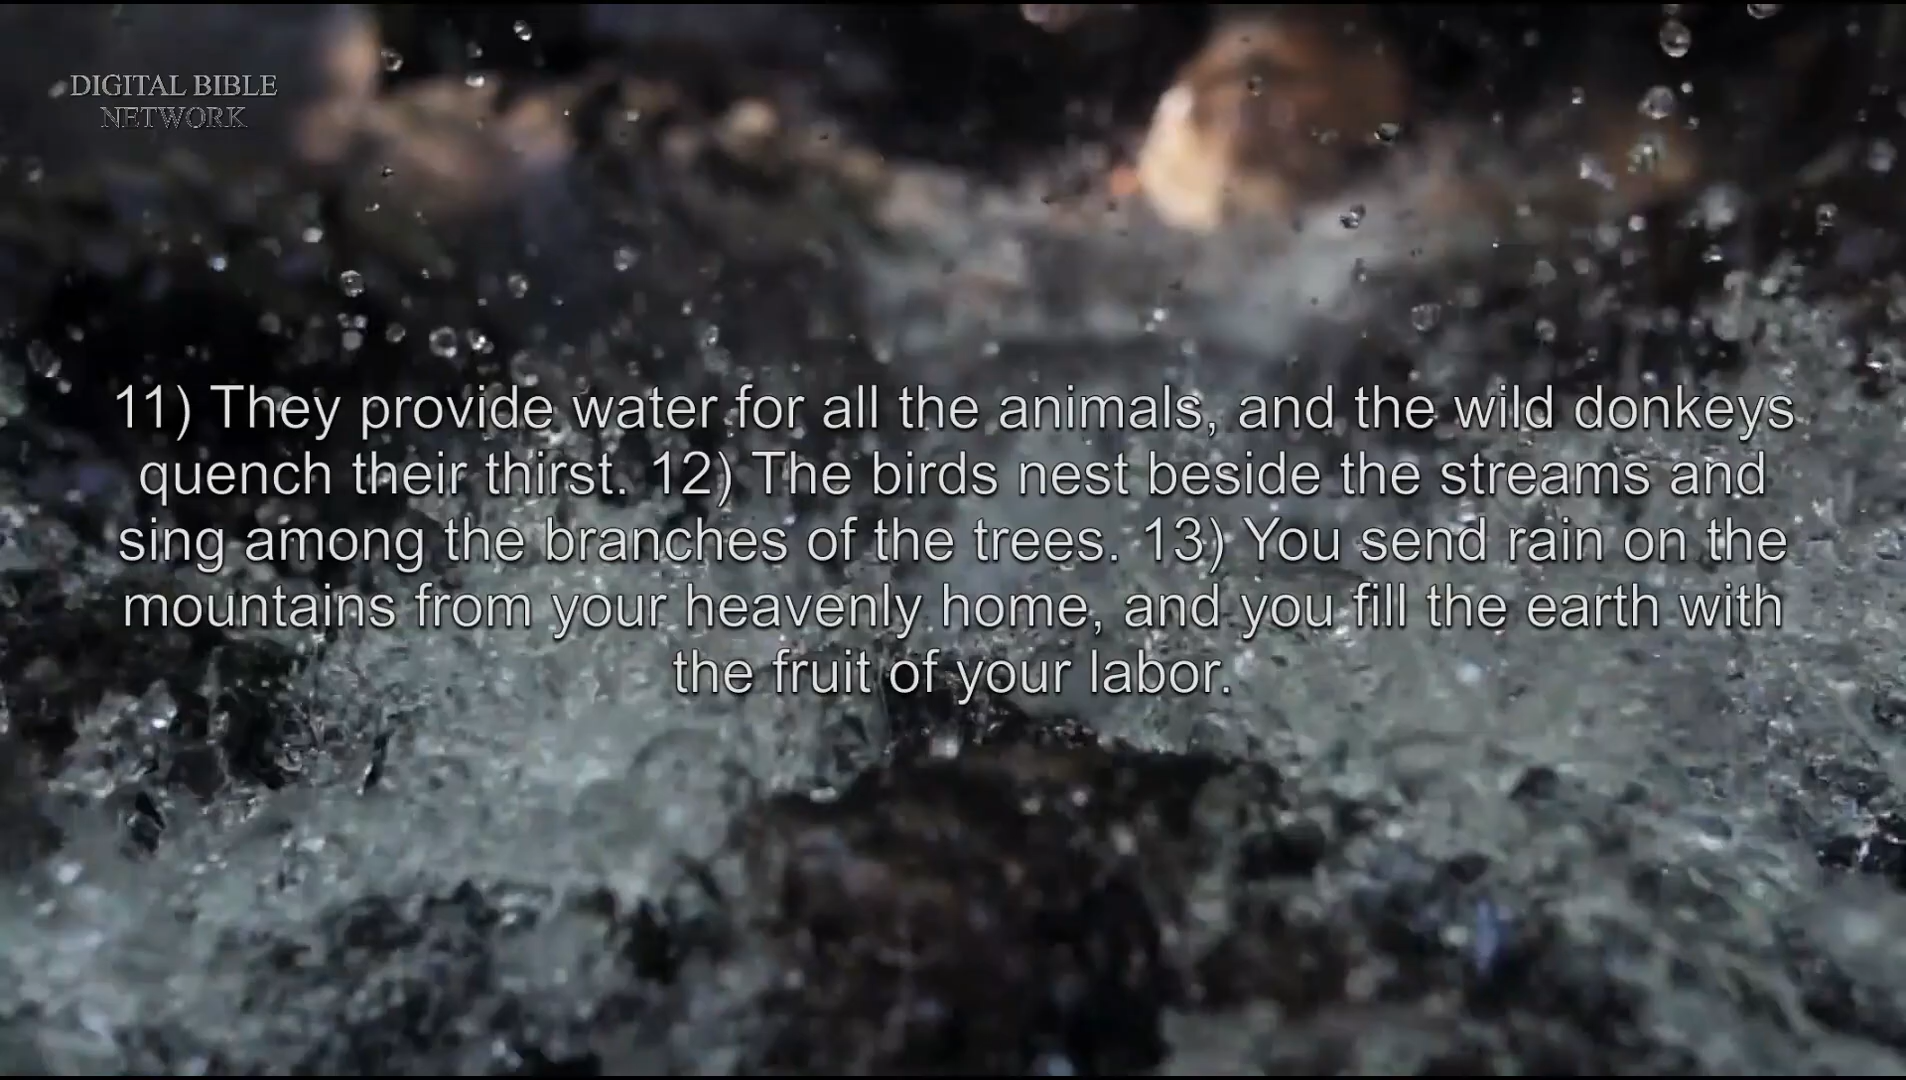 DIGITAL BIBLE
NETWORK
11) They provide water for all the animals, and the wild donkeys
quench their thirst. 12) The birds nest beside the streams and
sing among the branches of the trees. 13) You send rain on the
mountains from your heavenly home, and you fill the earth with
the fruit of your labor.